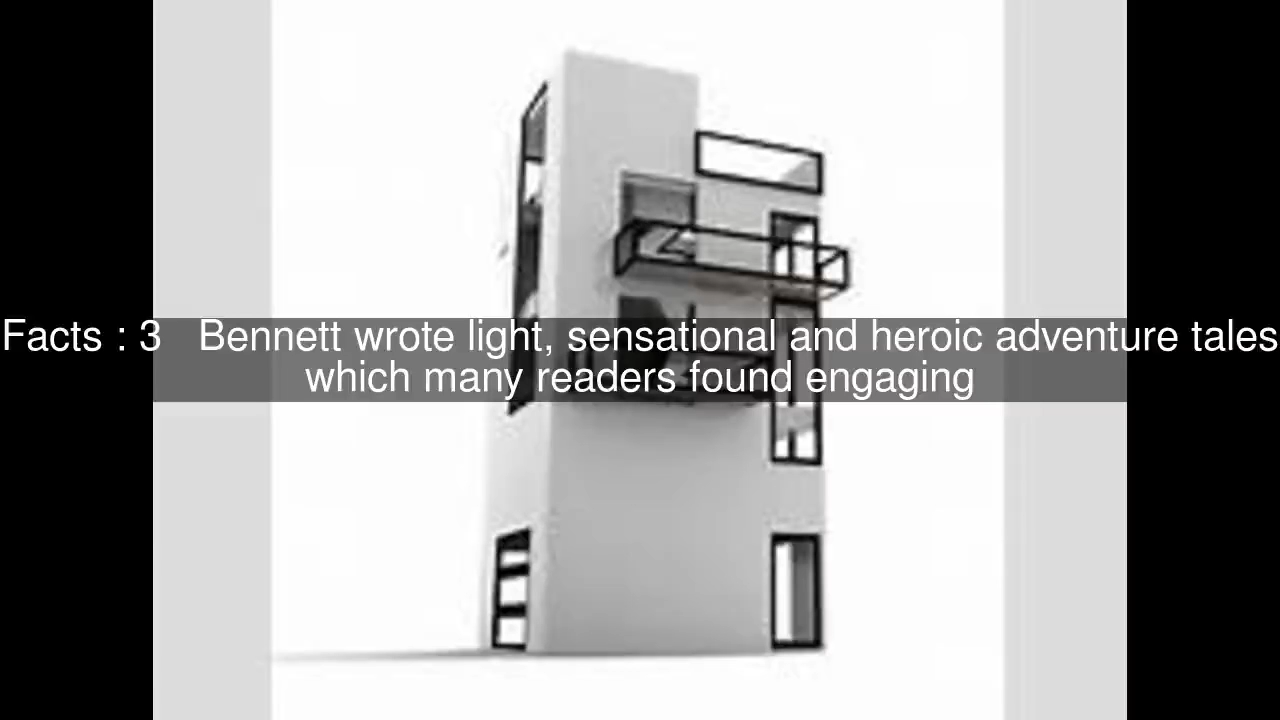 Facts : 3 Bennett wrote light, sensational and heroic adventure tales
which many readers found engaging